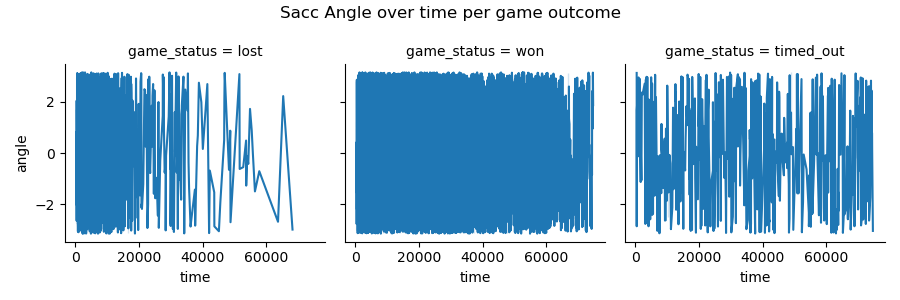 Sacc Angle over time per game outcome
game_status = lost
game_status = won
game_status = timed_out
angle
2
0
−2
0
20000
40000
60000
0
20000
40000
60000
0
20000
40000
60000
time
time
time